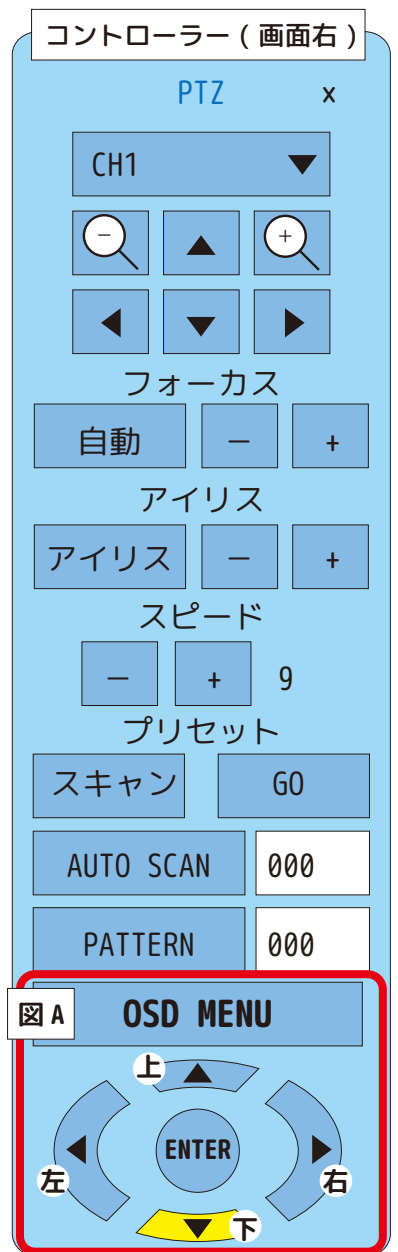 コントローラー ( 画面右 )
PTZ x
CH1
− +
フォーカス
自動 − +
アイリス
アイリス − +
スピード
− + 9
プリセット
スキャン GO
AUTO SCAN 000
PATTERN 000
図 A OSD MENU
上
左 ENTER 右
下